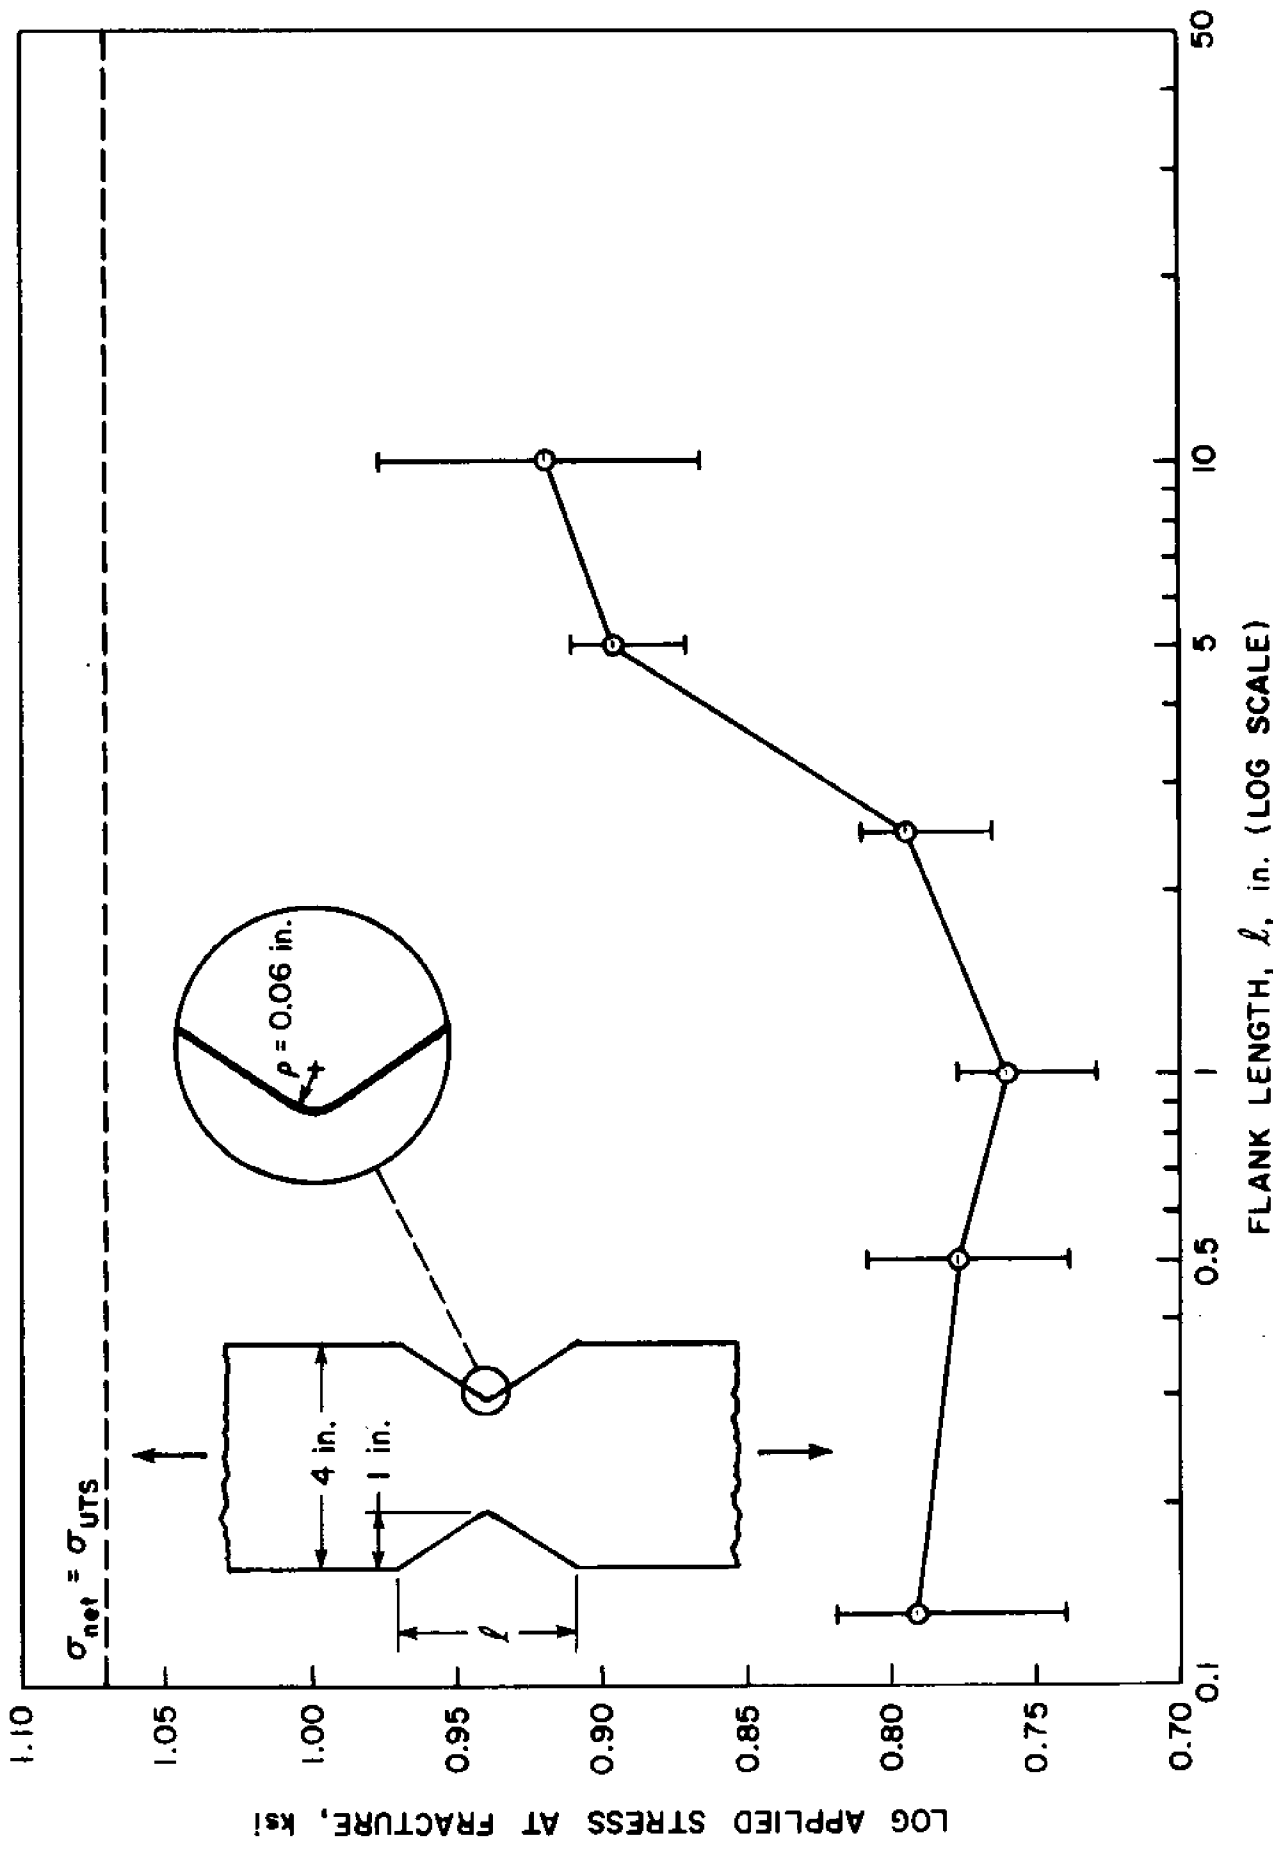 1.10
1.05
1.00
0.95
0.90
0.85
0.80
0.75
0.70
LOG APPLIED STRESS AT FRACTURE, ksi
σnet = σUTS
4 in.
1 in.
ℓ
ρ = 0.06 in.
0.1
0.5
1
5
10
50
FLANK LENGTH, ℓ, in. (LOG SCALE)